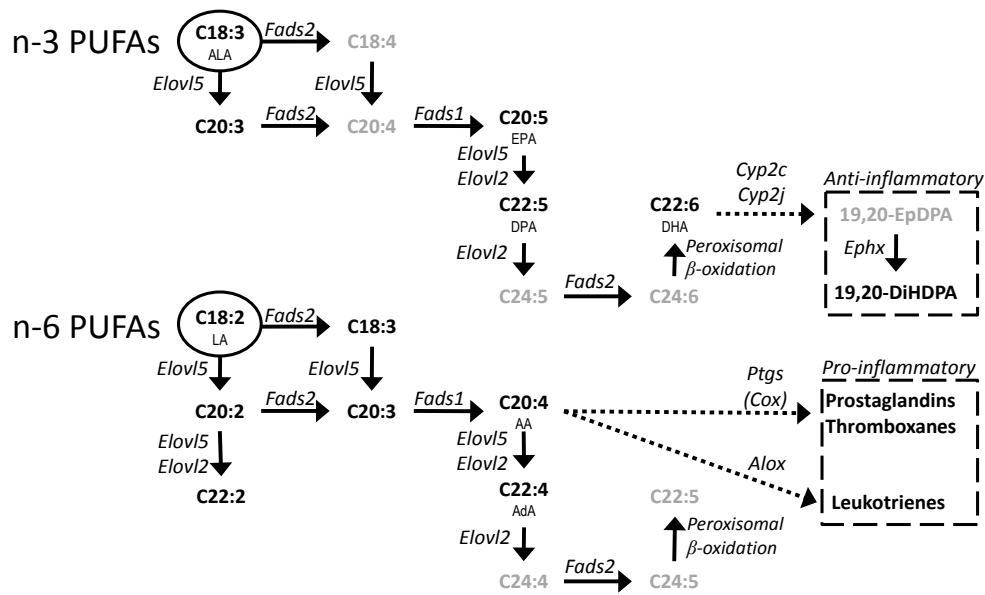 n-3 PUFAs
C18:3
ALA
Fads2
C18:4
Elovl5
Elovl5
C20:3
Fads2
C20:4
Fads1
C20:5
EPA
Elovl5
Elovl2
C22:5
DPA
Elovl2
C24:5
Fads2
C24:6
Peroxisomal
β-oxidation
C22:6
DHA
Cyp2c
Cyp2j
Anti-inflammatory
19,20-EpDPA
Ephx
19,20-DiHDPA
n-6 PUFAs
C18:2
LA
Fads2
C18:3
Elovl5
Elovl5
C20:2
Fads2
C20:3
Fads1
C20:4
AA
Elovl5
Elovl2
C22:2
Elovl5
Elovl2
C22:4
AdA
Elovl2
C24:4
Fads2
C24:5
Peroxisomal
β-oxidation
C22:5
Ptgs
(Cox)
Alox
Pro-inflammatory
Prostaglandins
Thromboxanes
Leukotrienes